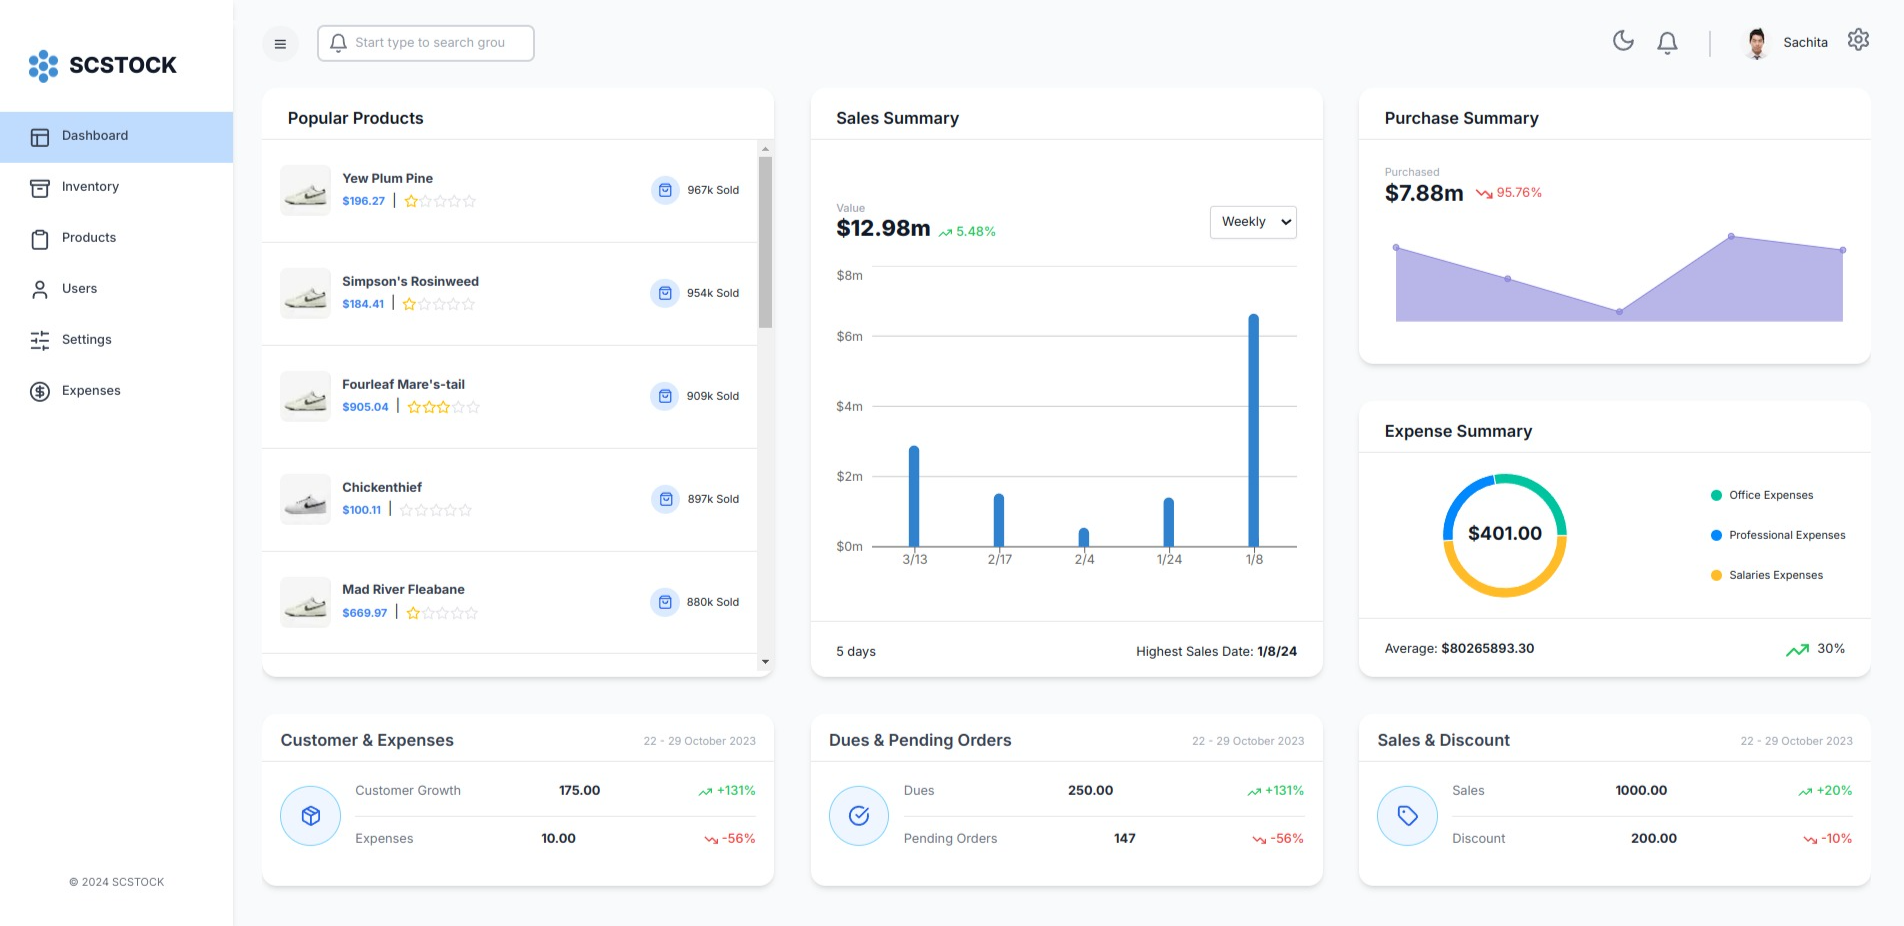 SCSTOCK
Dashboard
Inventory
Products
Users
Settings
Expenses
© 2024 SCSTOCK
Start type to search grou
Sachita
Popular Products
Yew Plum Pine
$196.27
967k Sold
Simpson's Rosinweed
$184.41
954k Sold
Fourleaf Mare's-tail
$905.04
909k Sold
Chickenthief
$100.11
897k Sold
Mad River Fleabane
$669.97
880k Sold
Sales Summary
Value
$12.98m 5.48%
Weekly
$8m
$6m
$4m
$2m
$0m
3/13 2/17 2/4 1/24 1/8
5 days
Highest Sales Date: 1/8/24
Purchase Summary
Purchased
$7.88m 95.76%
Expense Summary
$401.00
Office Expenses
Professional Expenses
Salaries Expenses
Average: $80265893.30
30%
Customer & Expenses
22 - 29 October 2023
Customer Growth 175.00 +131%
Expenses 10.00 -56%
Dues & Pending Orders
22 - 29 October 2023
Dues 250.00 +131%
Pending Orders 147 -56%
Sales & Discount
22 - 29 October 2023
Sales 1000.00 +20%
Discount 200.00 -10%